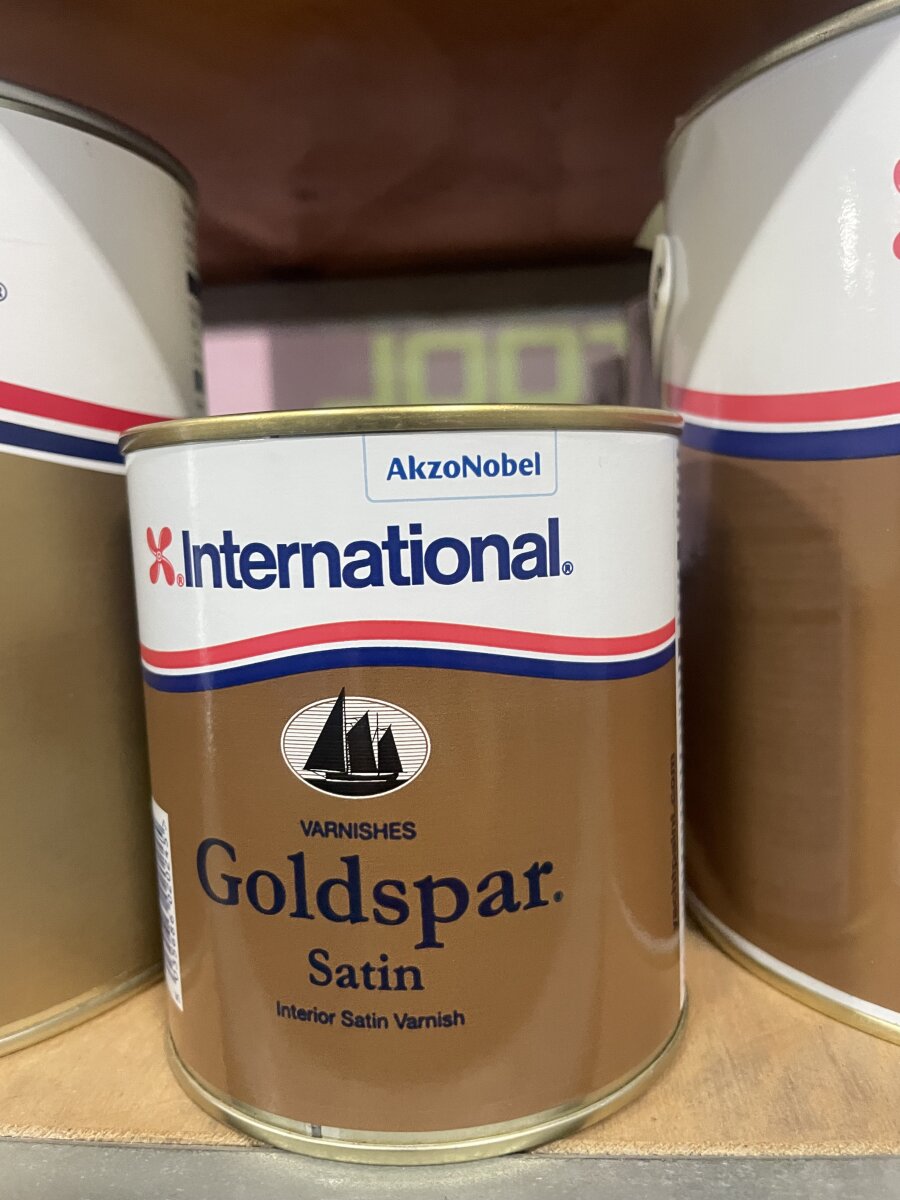 AkzoNobel
®.International®
VARNISHES
Goldspar®
Satin
Interior Satin Varnish
®